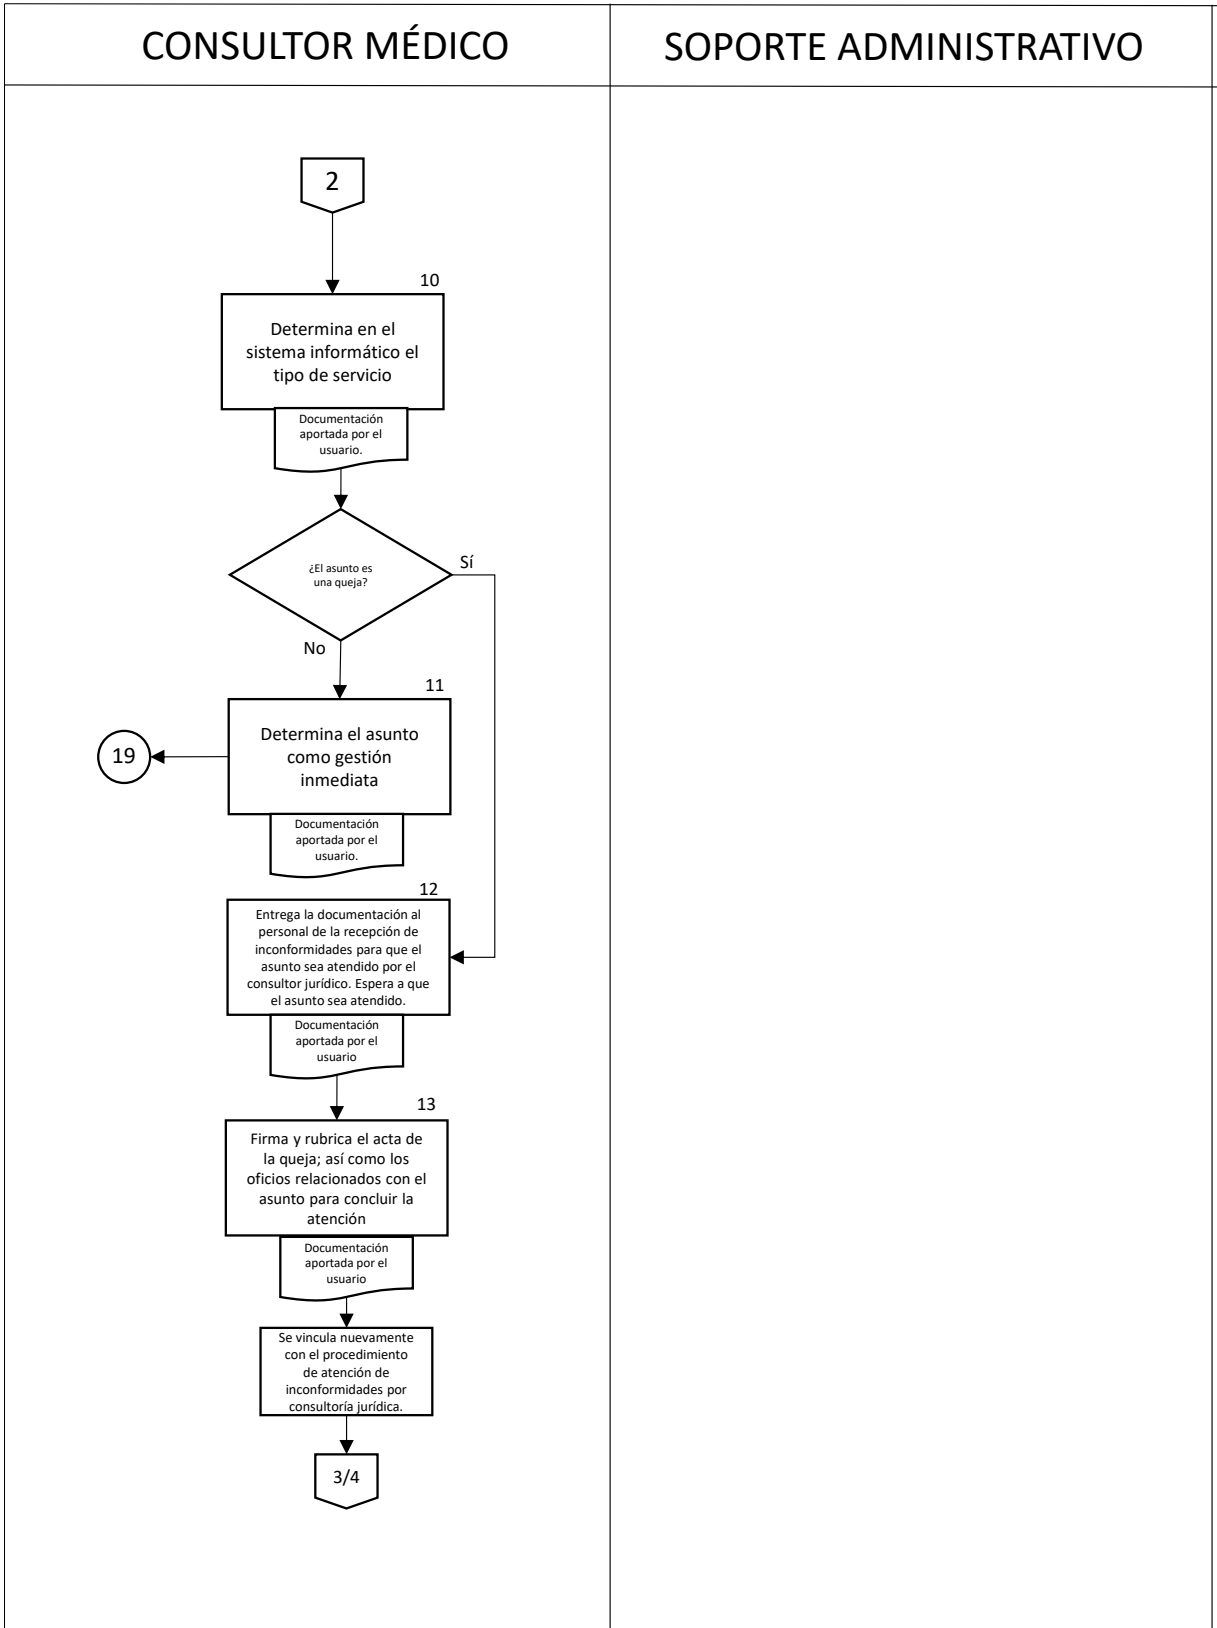 CONSULTOR MÉDICO
SOPORTE ADMINISTRATIVO
2
10
Determina en el
sistema informático el
tipo de servicio
Documentación
aportada por el
usuario.
¿El asunto es
una queja?
Sí
No
11
Determina el asunto
como gestión
inmediata
19
Documentación
aportada por el
usuario.
12
Entrega la documentación al
personal de la recepción de
inconformidades para que el
asunto sea atendido por el
consultor jurídico. Espera a que
el asunto sea atendido.
Documentación
aportada por el
usuario
13
Firma y rubrica el acta de
la queja; así como los
oficios relacionados con el
asunto para concluir la
atención
Documentación
aportada por el
usuario
Se vincula nuevamente
con el procedimiento
de atención de
inconformidades por
consultoría jurídica.
3/4